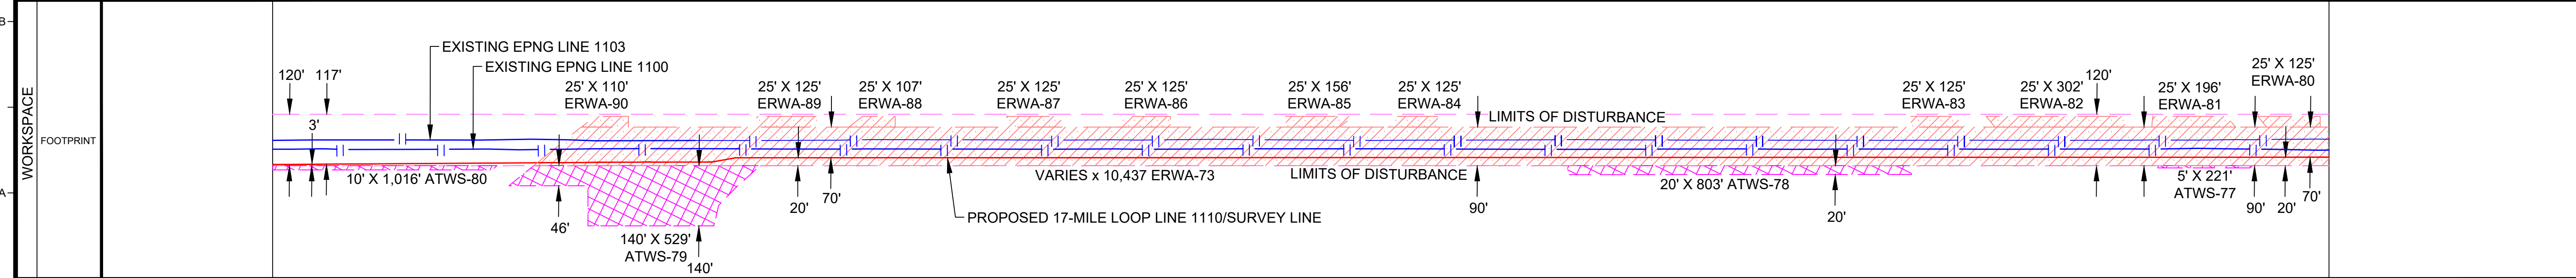 B
A
WORKSPACE
FOOTPRINT
EXISTING EPNG LINE 1103
EXISTING EPNG LINE 1100
120'
117'
3'
10' X 1,016' ATWS-80
25' X 110'
ERWA-90
46'
140' X 529'
ATWS-79
140'
25' X 125'
ERWA-89
20'
70'
25' X 107'
ERWA-88
PROPOSED 17-MILE LOOP LINE 1110/SURVEY LINE
25' X 125'
ERWA-87
VARIES x 10,437 ERWA-73
25' X 125'
ERWA-86
25' X 156'
ERWA-85
LIMITS OF DISTURBANCE
25' X 125'
ERWA-84
90'
LIMITS OF DISTURBANCE
20' X 803' ATWS-78
20'
25' X 125'
ERWA-83
25' X 302'
ERWA-82
120'
25' X 196'
ERWA-81
5' X 221'
ATWS-77
25' X 125'
ERWA-80
90'
20'
70'